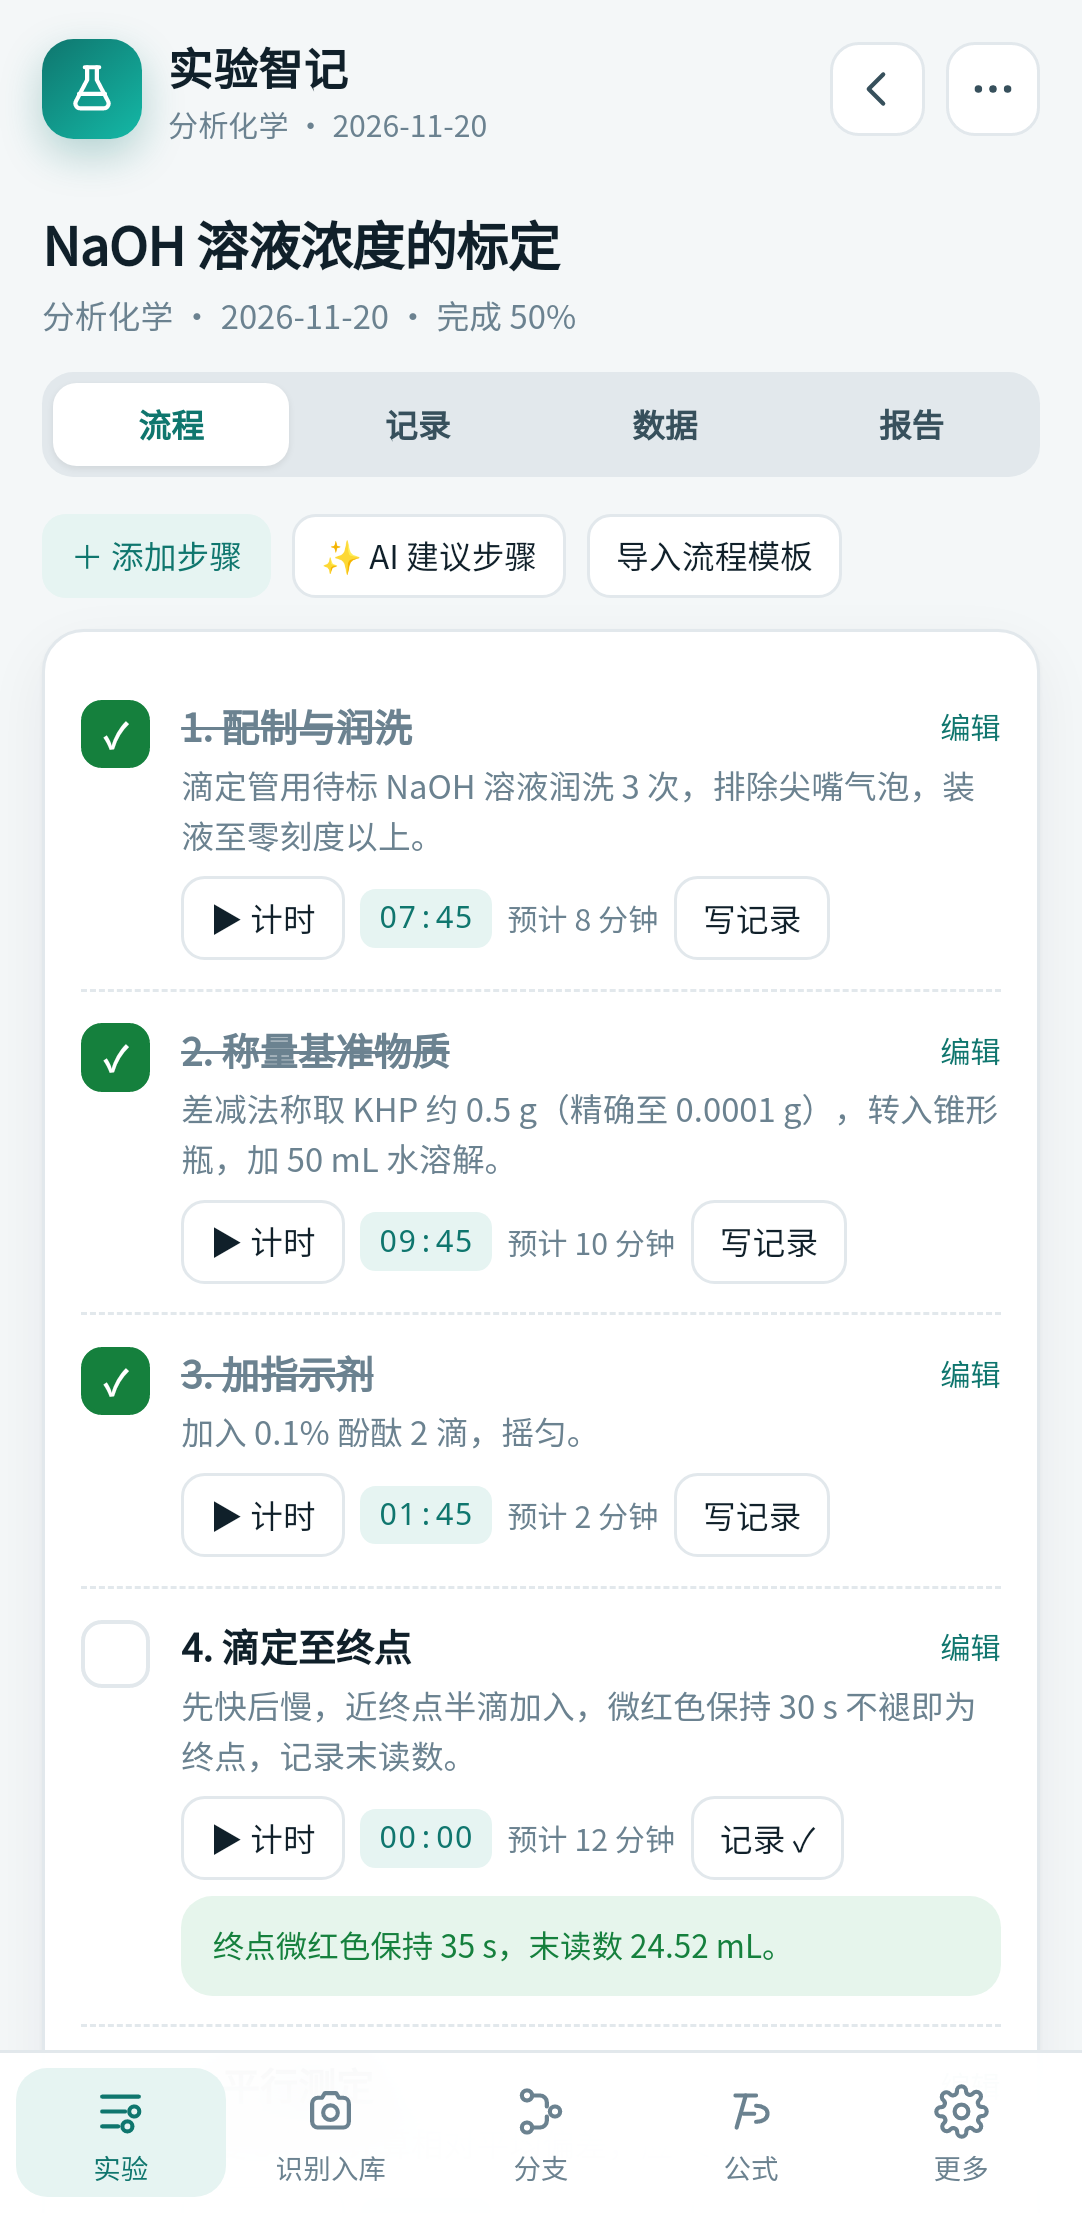 实验智记
分析化学 · 2026-11-20
NaOH 溶液浓度的标定
分析化学 · 2026-11-20 · 完成 50%
流程 记录 数据 报告
＋ 添加步骤 ✨ AI 建议步骤 导入流程模板
✓ 1. 配制与润洗 编辑
滴定管用待标 NaOH 溶液润洗 3 次，排除尖嘴气泡，装
液至零刻度以上。
▶ 计时 07:45 预计 8 分钟 写记录
✓ 2. 称量基准物质 编辑
差减法称取 KHP 约 0.5 g（精确至 0.0001 g），转入锥形
瓶，加 50 mL 水溶解。
▶ 计时 09:45 预计 10 分钟 写记录
✓ 3. 加指示剂 编辑
加入 0.1% 酚酞 2 滴，摇匀。
▶ 计时 01:45 预计 2 分钟 写记录
4. 滴定至终点 编辑
先快后慢，近终点半滴加入，微红色保持 30 s 不褪即为
终点，记录末读数。
▶ 计时 00:00 预计 12 分钟 记录 ✓
终点微红色保持 35 s，末读数 24.52 mL。
平行测定
实验 识别入库 分支 公式 更多